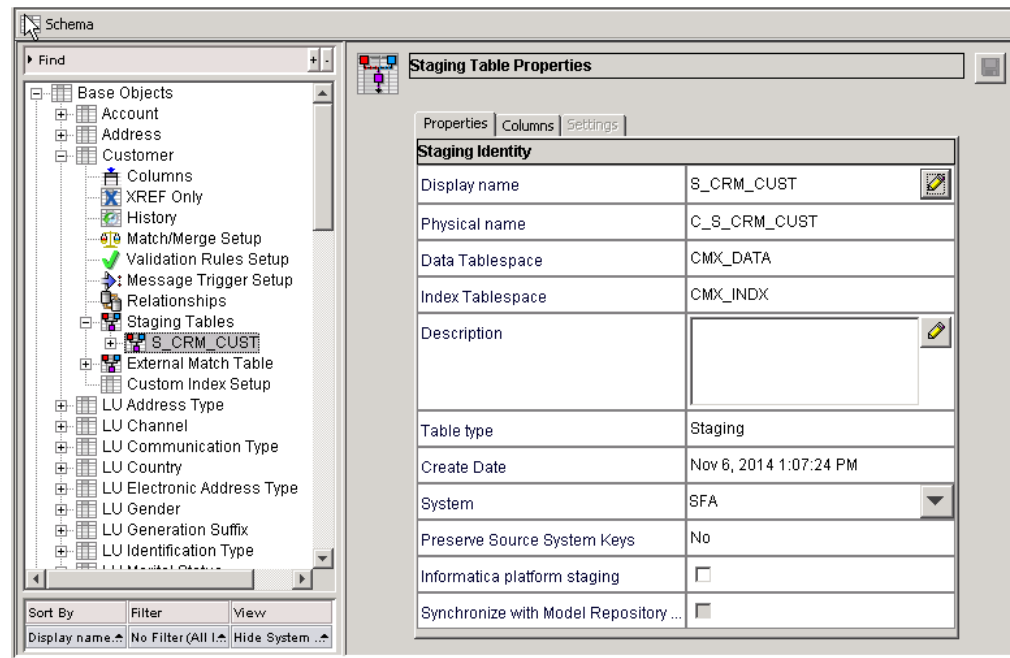 Schema
Find
+ -
Base Objects
Account
Address
Customer
Columns
XREF Only
History
Match/Merge Setup
Validation Rules Setup
Message Trigger Setup
Relationships
Staging Tables
S_CRM_CUST
External Match Table
Custom Index Setup
LU Address Type
LU Channel
LU Communication Type
LU Country
LU Electronic Address Type
LU Gender
LU Generation Suffix
LU Identification Type
Sort By Filter View
Display name... No Filter (All I... Hide System ...
Staging Table Properties
Properties Columns Settings
Staging Identity
Display name S_CRM_CUST
Physical name C_S_CRM_CUST
Data Tablespace CMX_DATA
Index Tablespace CMX_INDX
Description
Table type Staging
Create Date Nov 6, 2014 1:07:24 PM
System SFA
Preserve Source System Keys No
Informatica platform staging
Synchronize with Model Repository ...